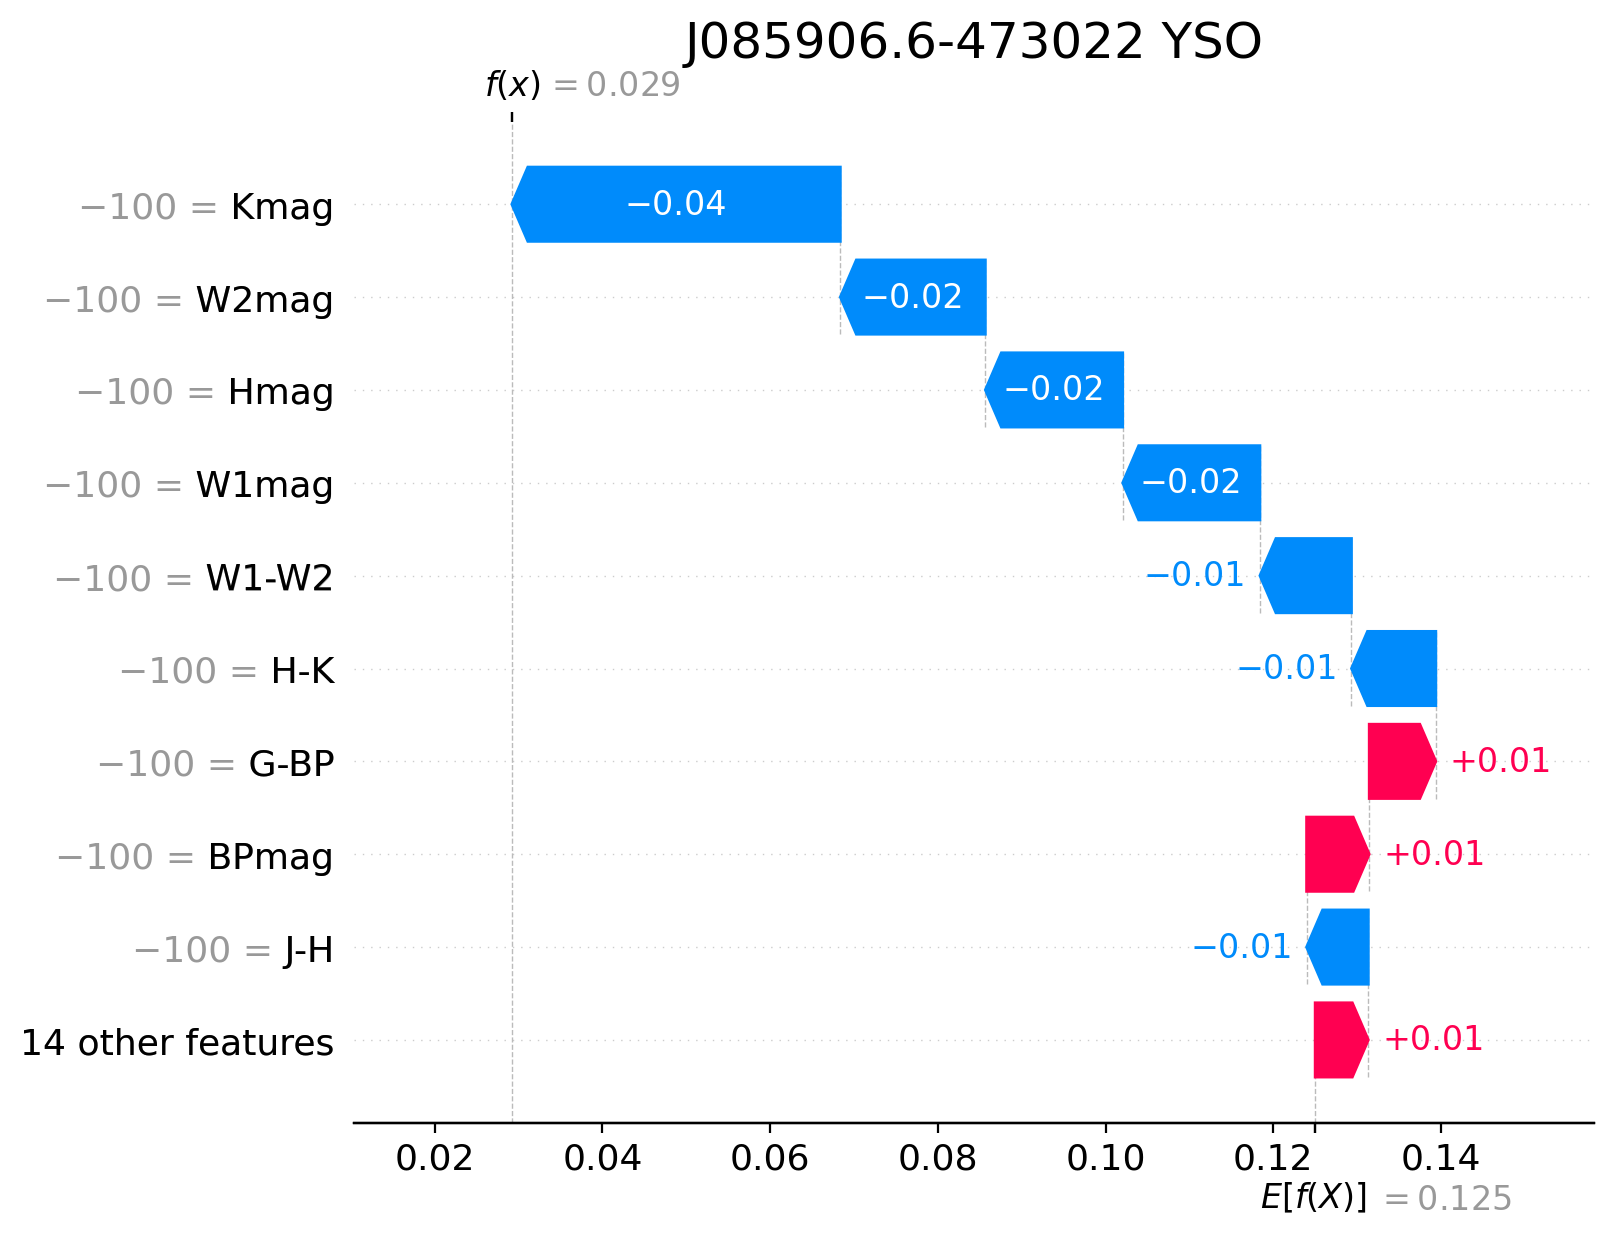 J085906.6-473022 YSO
f(x) = 0.029
−100 = Kmag
−0.04
−100 = W2mag
−0.02
−100 = Hmag
−0.02
−100 = W1mag
−0.02
−100 = W1-W2
−0.01
−100 = H-K
−0.01
−100 = G-BP
+0.01
−100 = BPmag
+0.01
−100 = J-H
−0.01
14 other features
+0.01
0.02 0.04 0.06 0.08 0.10 0.12 0.14
E[f(X)] = 0.125